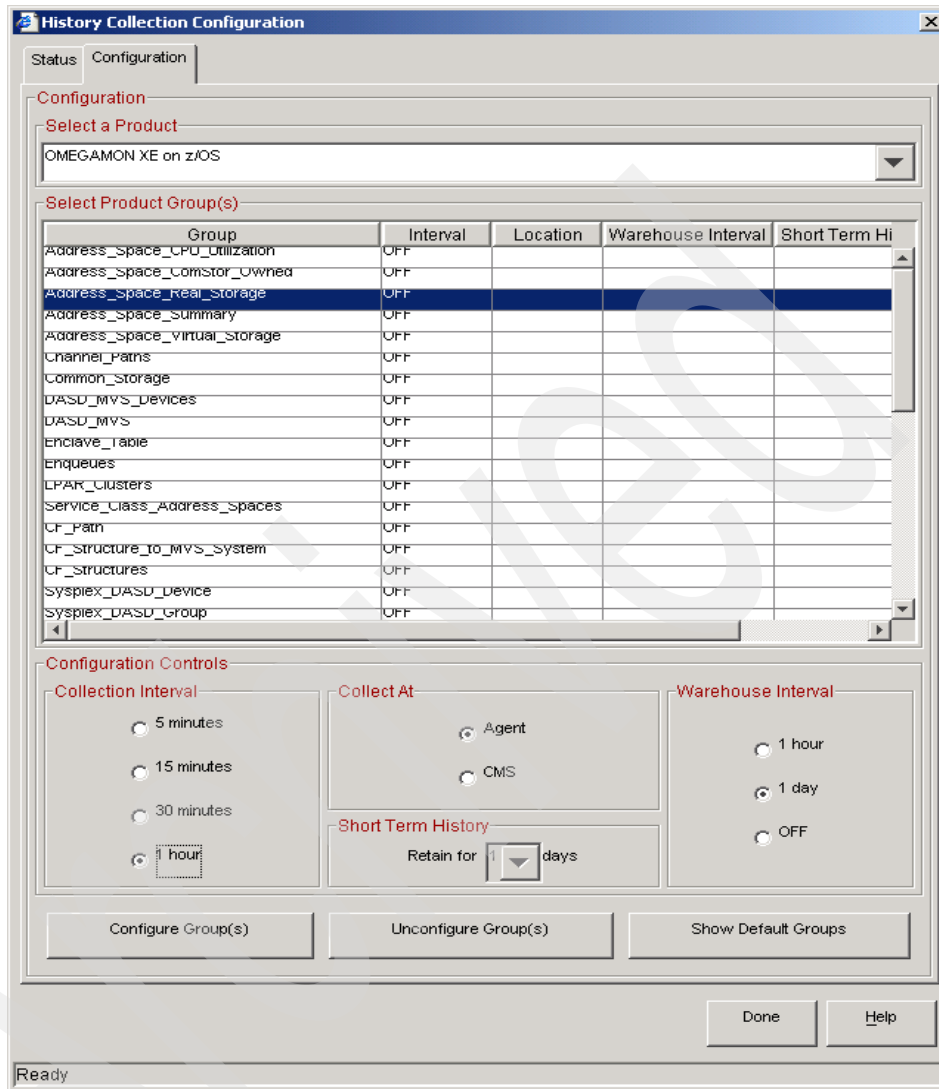 History Collection Configuration
Status Configuration
Configuration
Select a Product
OMEGAMON XE on z/OS
Select Product Group(s)
Group Interval Location Warehouse Interval Short Term Hi
Address_Space_CPU_Utilization OFF
Address_Space_ComStor_Owned OFF
Address_Space_Real_Storage OFF
Address_Space_Summary OFF
Address_Space_Virtual_Storage OFF
Channel_Paths OFF
Common_Storage OFF
DASD_MVS_Devices OFF
DASD_MVS OFF
Enclave_Table OFF
Enqueues OFF
LPAR_Clusters OFF
Service_Class_Address_Spaces OFF
CF_Path OFF
CF_Structure_to_MVS_System OFF
CF_Structures OFF
Sysplex_DASD_Device OFF
Sysplex_DASD_Group OFF
Configuration Controls
Collection Interval
5 minutes
15 minutes
30 minutes
1 hour
Collect At
Agent
CMS
Short Term History
Retain for 1 days
Warehouse Interval
1 hour
1 day
OFF
Configure Group(s) Unconfigure Group(s) Show Default Groups
Done Help
Ready